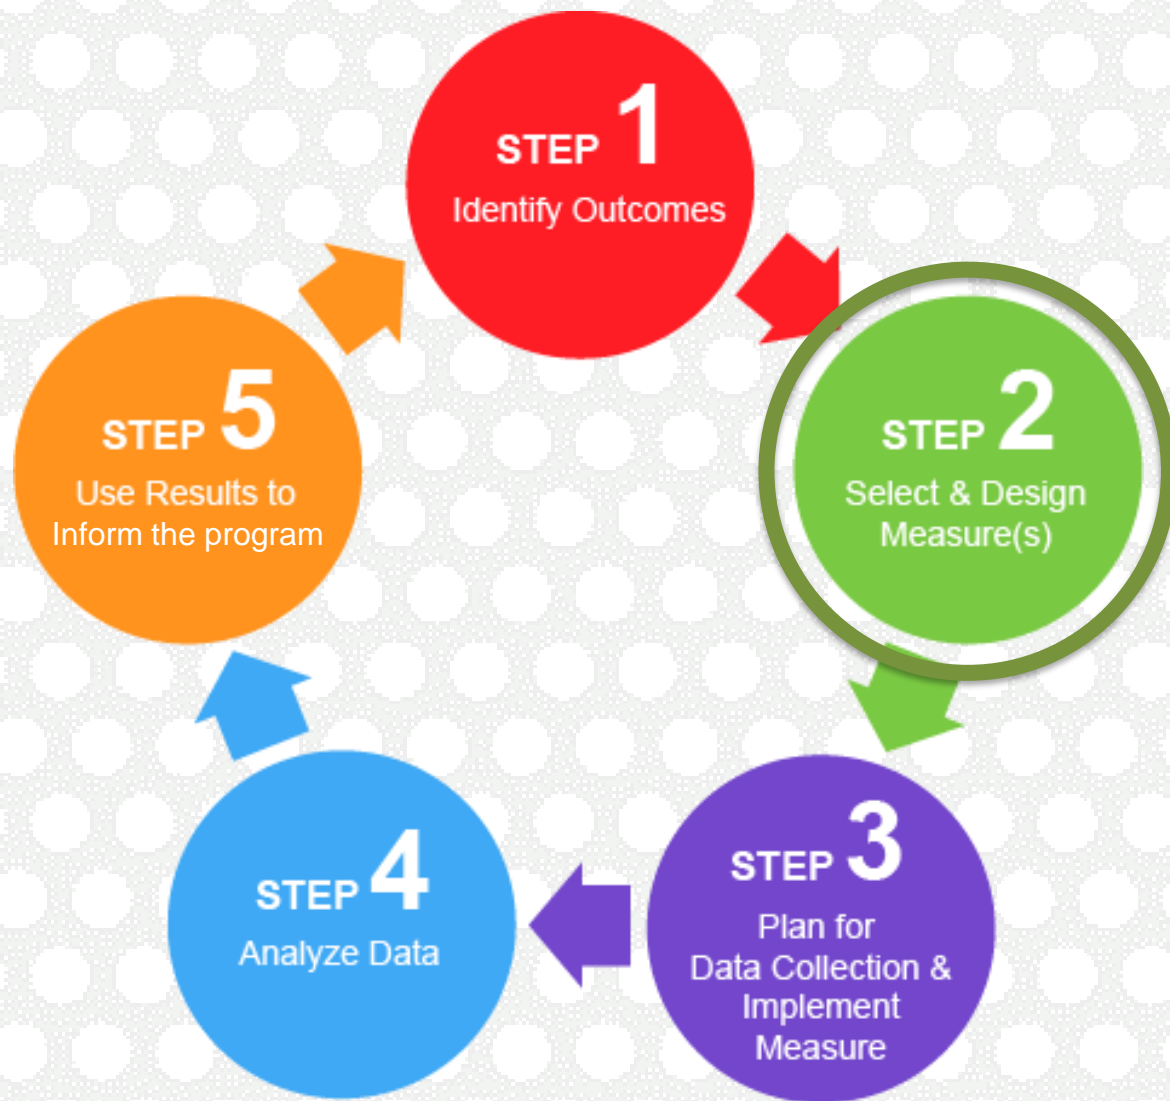 STEP 1
Identify Outcomes
STEP 2
Select & Design
Measure(s)
STEP 3
Plan for
Data Collection &
Implement
Measure
STEP 4
Analyze Data
STEP 5
Use Results to
Inform the program